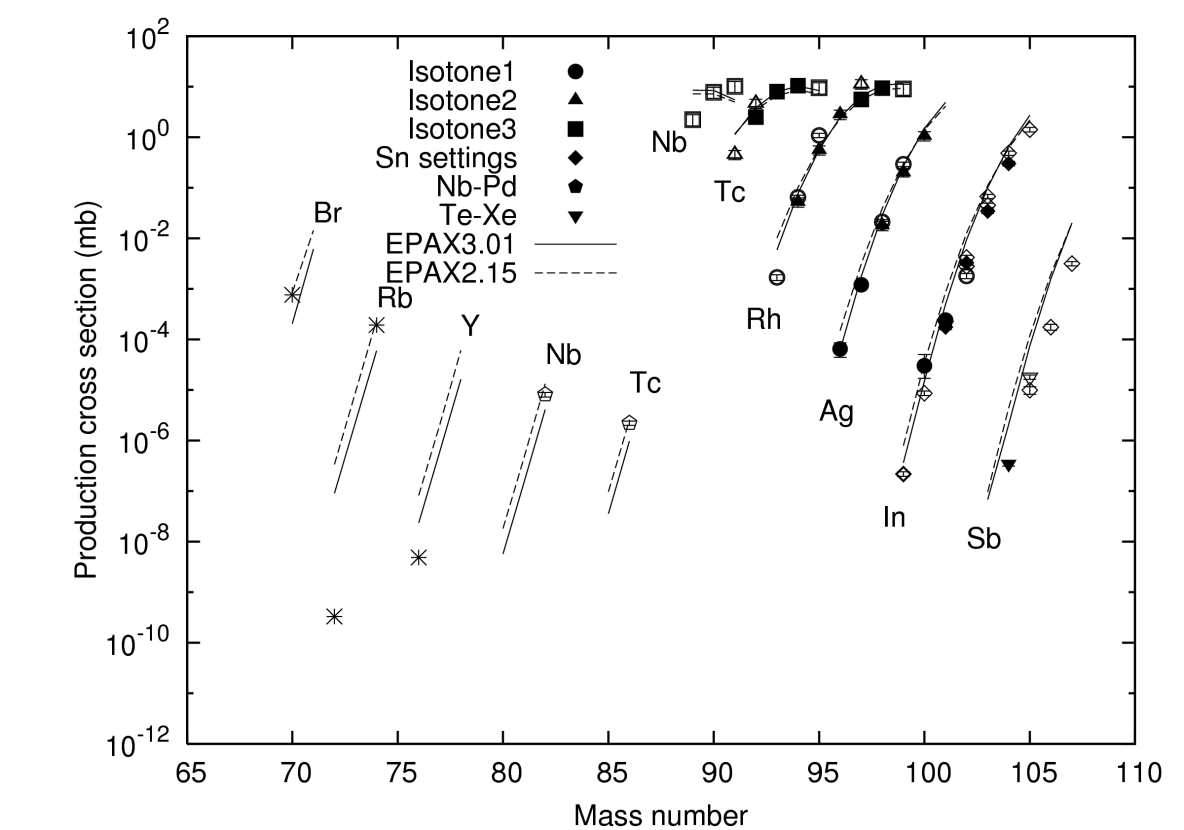 10^2
10^0
10^-2
10^-4
10^-6
10^-8
10^-10
10^-12
Production cross section (mb)
Isotone1
Isotone2
Isotone3
Sn settings
Nb-Pd
Te-Xe
EPAX3.01
EPAX2.15
Br
Rb
Y
Nb
Tc
Nb
Tc
Rh
Ag
In
Sb
65 70 75 80 85 90 95 100 105 110
Mass number